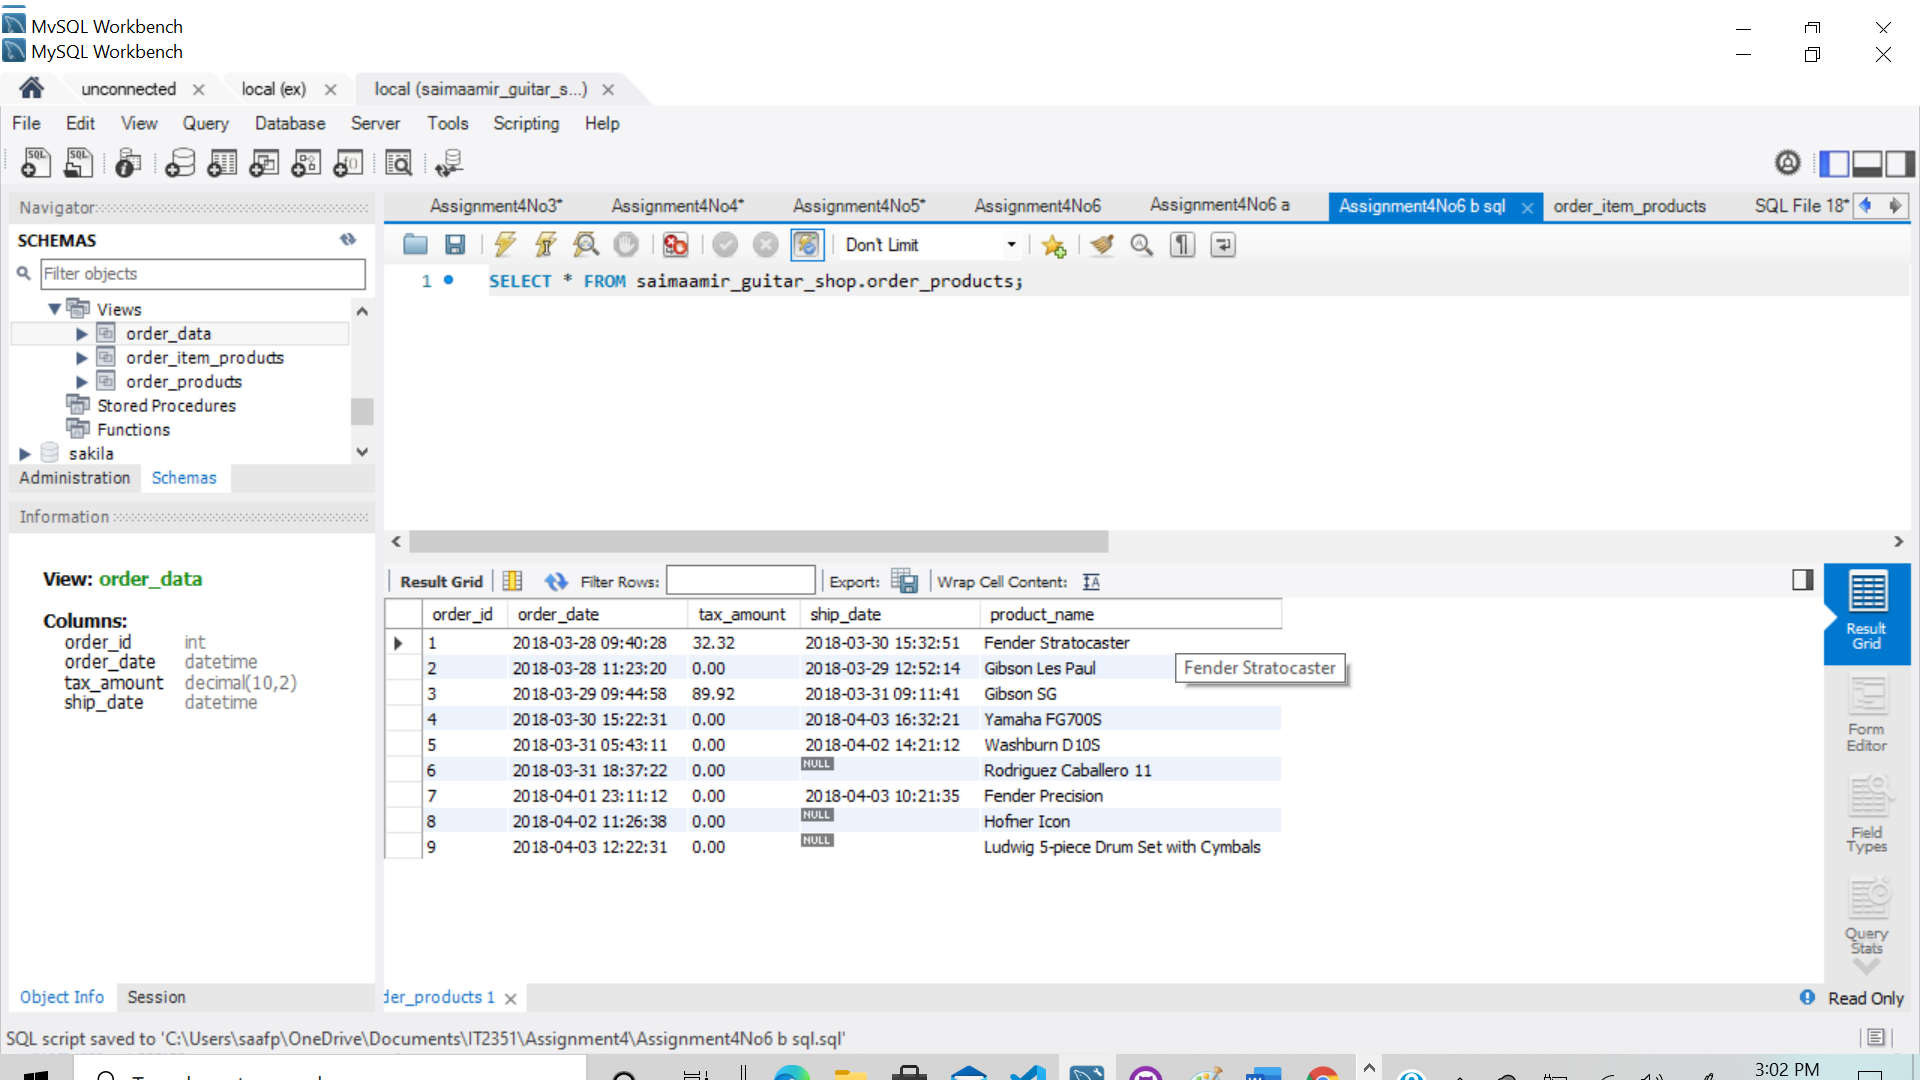 MySQL Workbench
MySQL Workbench
unconnected
local (ex)
local (saimaamir_guitar_s...)
File Edit View Query Database Server Tools Scripting Help
Navigator
Assignment4No3*
Assignment4No4*
Assignment4No5*
Assignment4No6
Assignment4No6 a
Assignment4No6 b sql
order_item_products
SQL File 18*
SCHEMAS
Filter objects
Don't Limit
1 SELECT * FROM saimaamir_guitar_shop.order_products;
Views
order_data
order_item_products
order_products
Stored Procedures
Functions
sakila
Administration Schemas
Information
View: order_data
Columns:
order_id int
order_date datetime
tax_amount decimal(10,2)
ship_date datetime
Result Grid Filter Rows: Export: Wrap Cell Content:
order_id order_date tax_amount ship_date product_name
1 2018-03-28 09:40:28 32.32 2018-03-30 15:32:51 Fender Stratocaster
2 2018-03-28 11:23:20 0.00 2018-03-29 12:52:14 Gibson Les Paul
Fender Stratocaster
3 2018-03-29 09:44:58 89.92 2018-03-31 09:11:41 Gibson SG
4 2018-03-30 15:22:31 0.00 2018-04-03 16:32:21 Yamaha FG700S
5 2018-03-31 05:43:11 0.00 2018-04-02 14:21:12 Washburn D10S
6 2018-03-31 18:37:22 0.00 NULL Rodriguez Caballero 11
7 2018-04-01 23:11:12 0.00 2018-04-03 10:21:35 Fender Precision
8 2018-04-02 11:26:38 0.00 NULL Hofner Icon
9 2018-04-03 12:22:31 0.00 NULL Ludwig 5-piece Drum Set with Cymbals
Result
Grid
Form
Editor
Field
Types
Query
Stats
Object Info Session
der_products 1
Read Only
SQL script saved to 'C:\Users\saafp\OneDrive\Documents\IT2351\Assignment4\Assignment4No6 b sql.sql'
3:02 PM